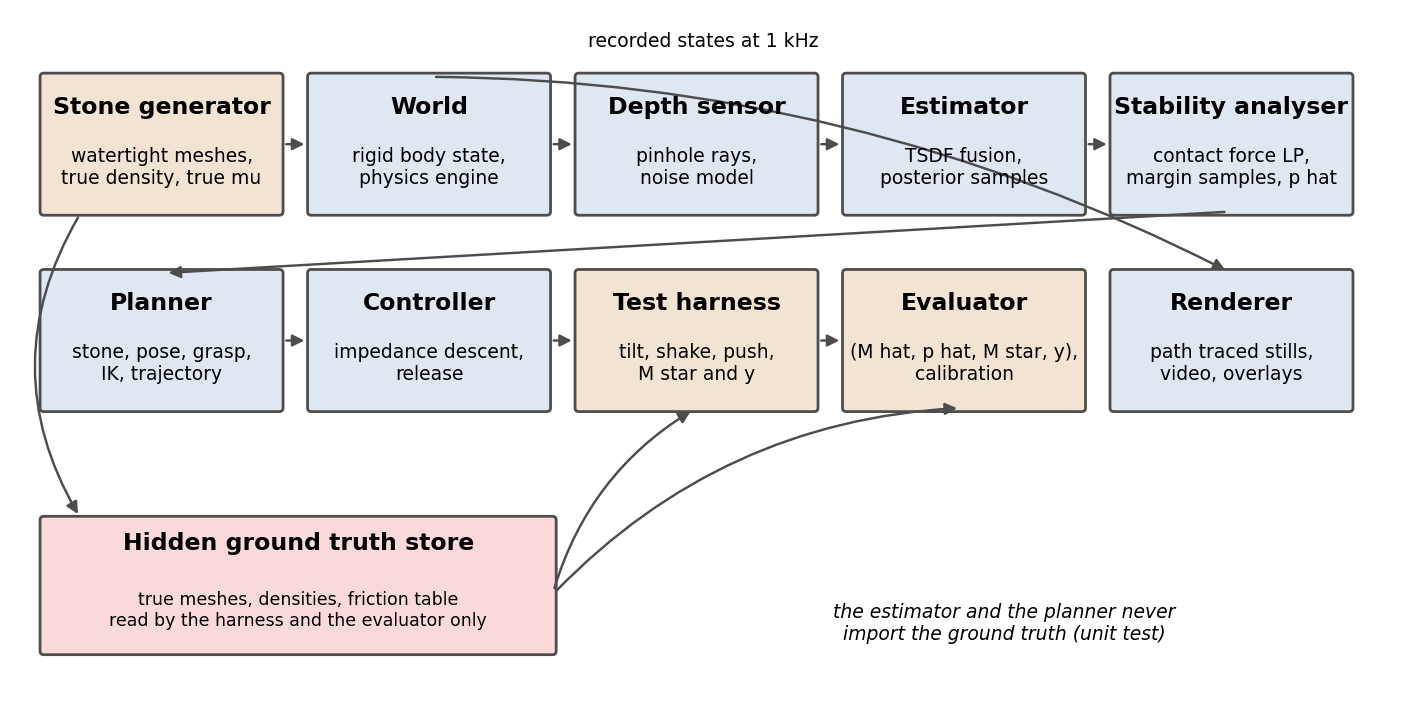 recorded states at 1 kHz
Stone generator
watertight meshes,
true density, true mu
World
rigid body state,
physics engine
Depth sensor
pinhole rays,
noise model
Estimator
TSDF fusion,
posterior samples
Stability analyser
contact force LP,
margin samples, p hat
Planner
stone, pose, grasp,
IK, trajectory
Controller
impedance descent,
release
Test harness
tilt, shake, push,
M star and y
Evaluator
(M hat, p hat, M star, y),
calibration
Renderer
path traced stills,
video, overlays
Hidden ground truth store
true meshes, densities, friction table
read by the harness and the evaluator only
the estimator and the planner never
import the ground truth (unit test)